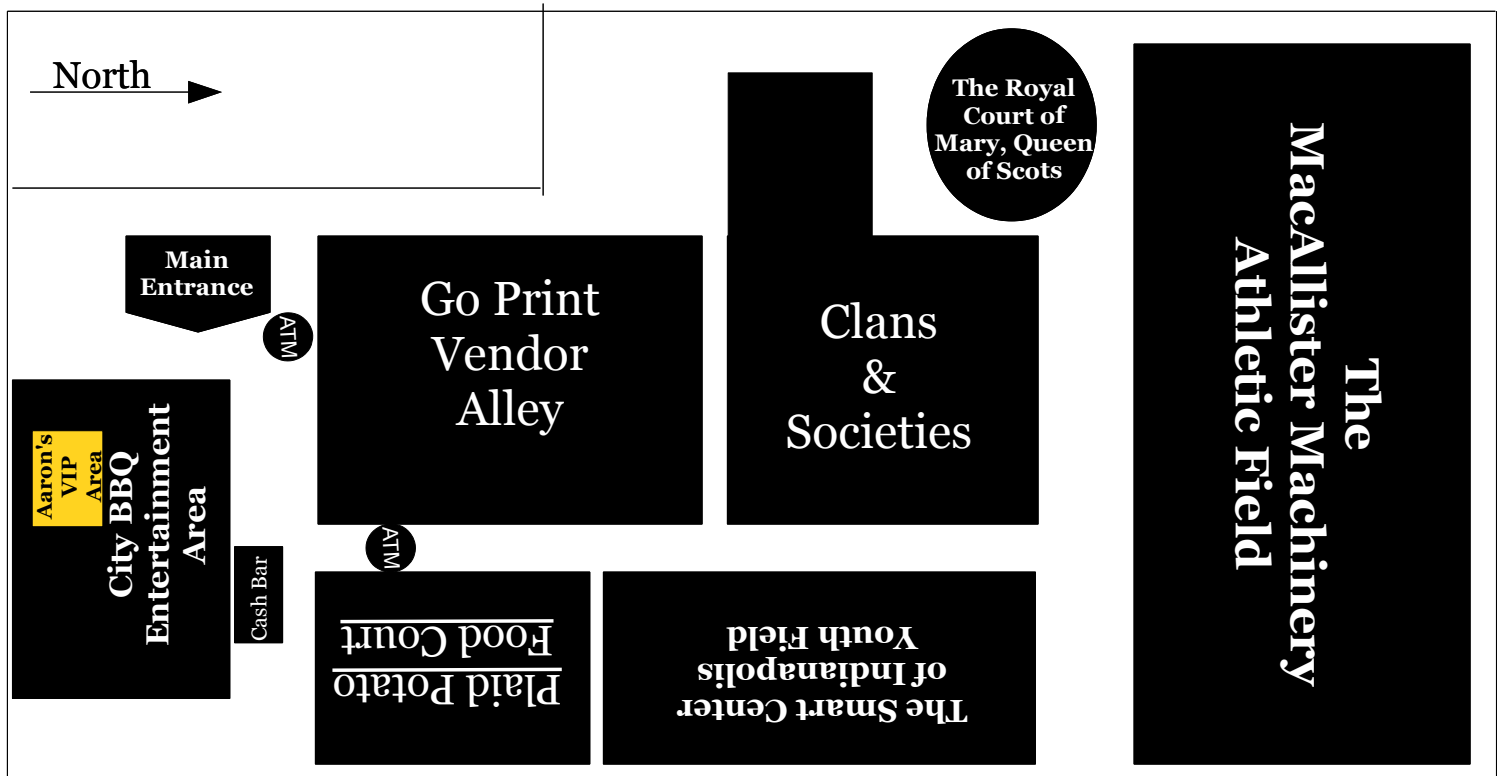 North
The Royal
Court of
Mary, Queen
of Scots
The
MacAllister Machinery
Athletic Field
Main
Entrance
ATM
Go Print
Vendor
Alley
Clans
&
Societies
Aaron's
VIP
Area
City BBQ
Entertainment
Area
Cash Bar
ATM
Plaid Potato
Food Court
The Smart Center
of Indianapolis
Youth Field